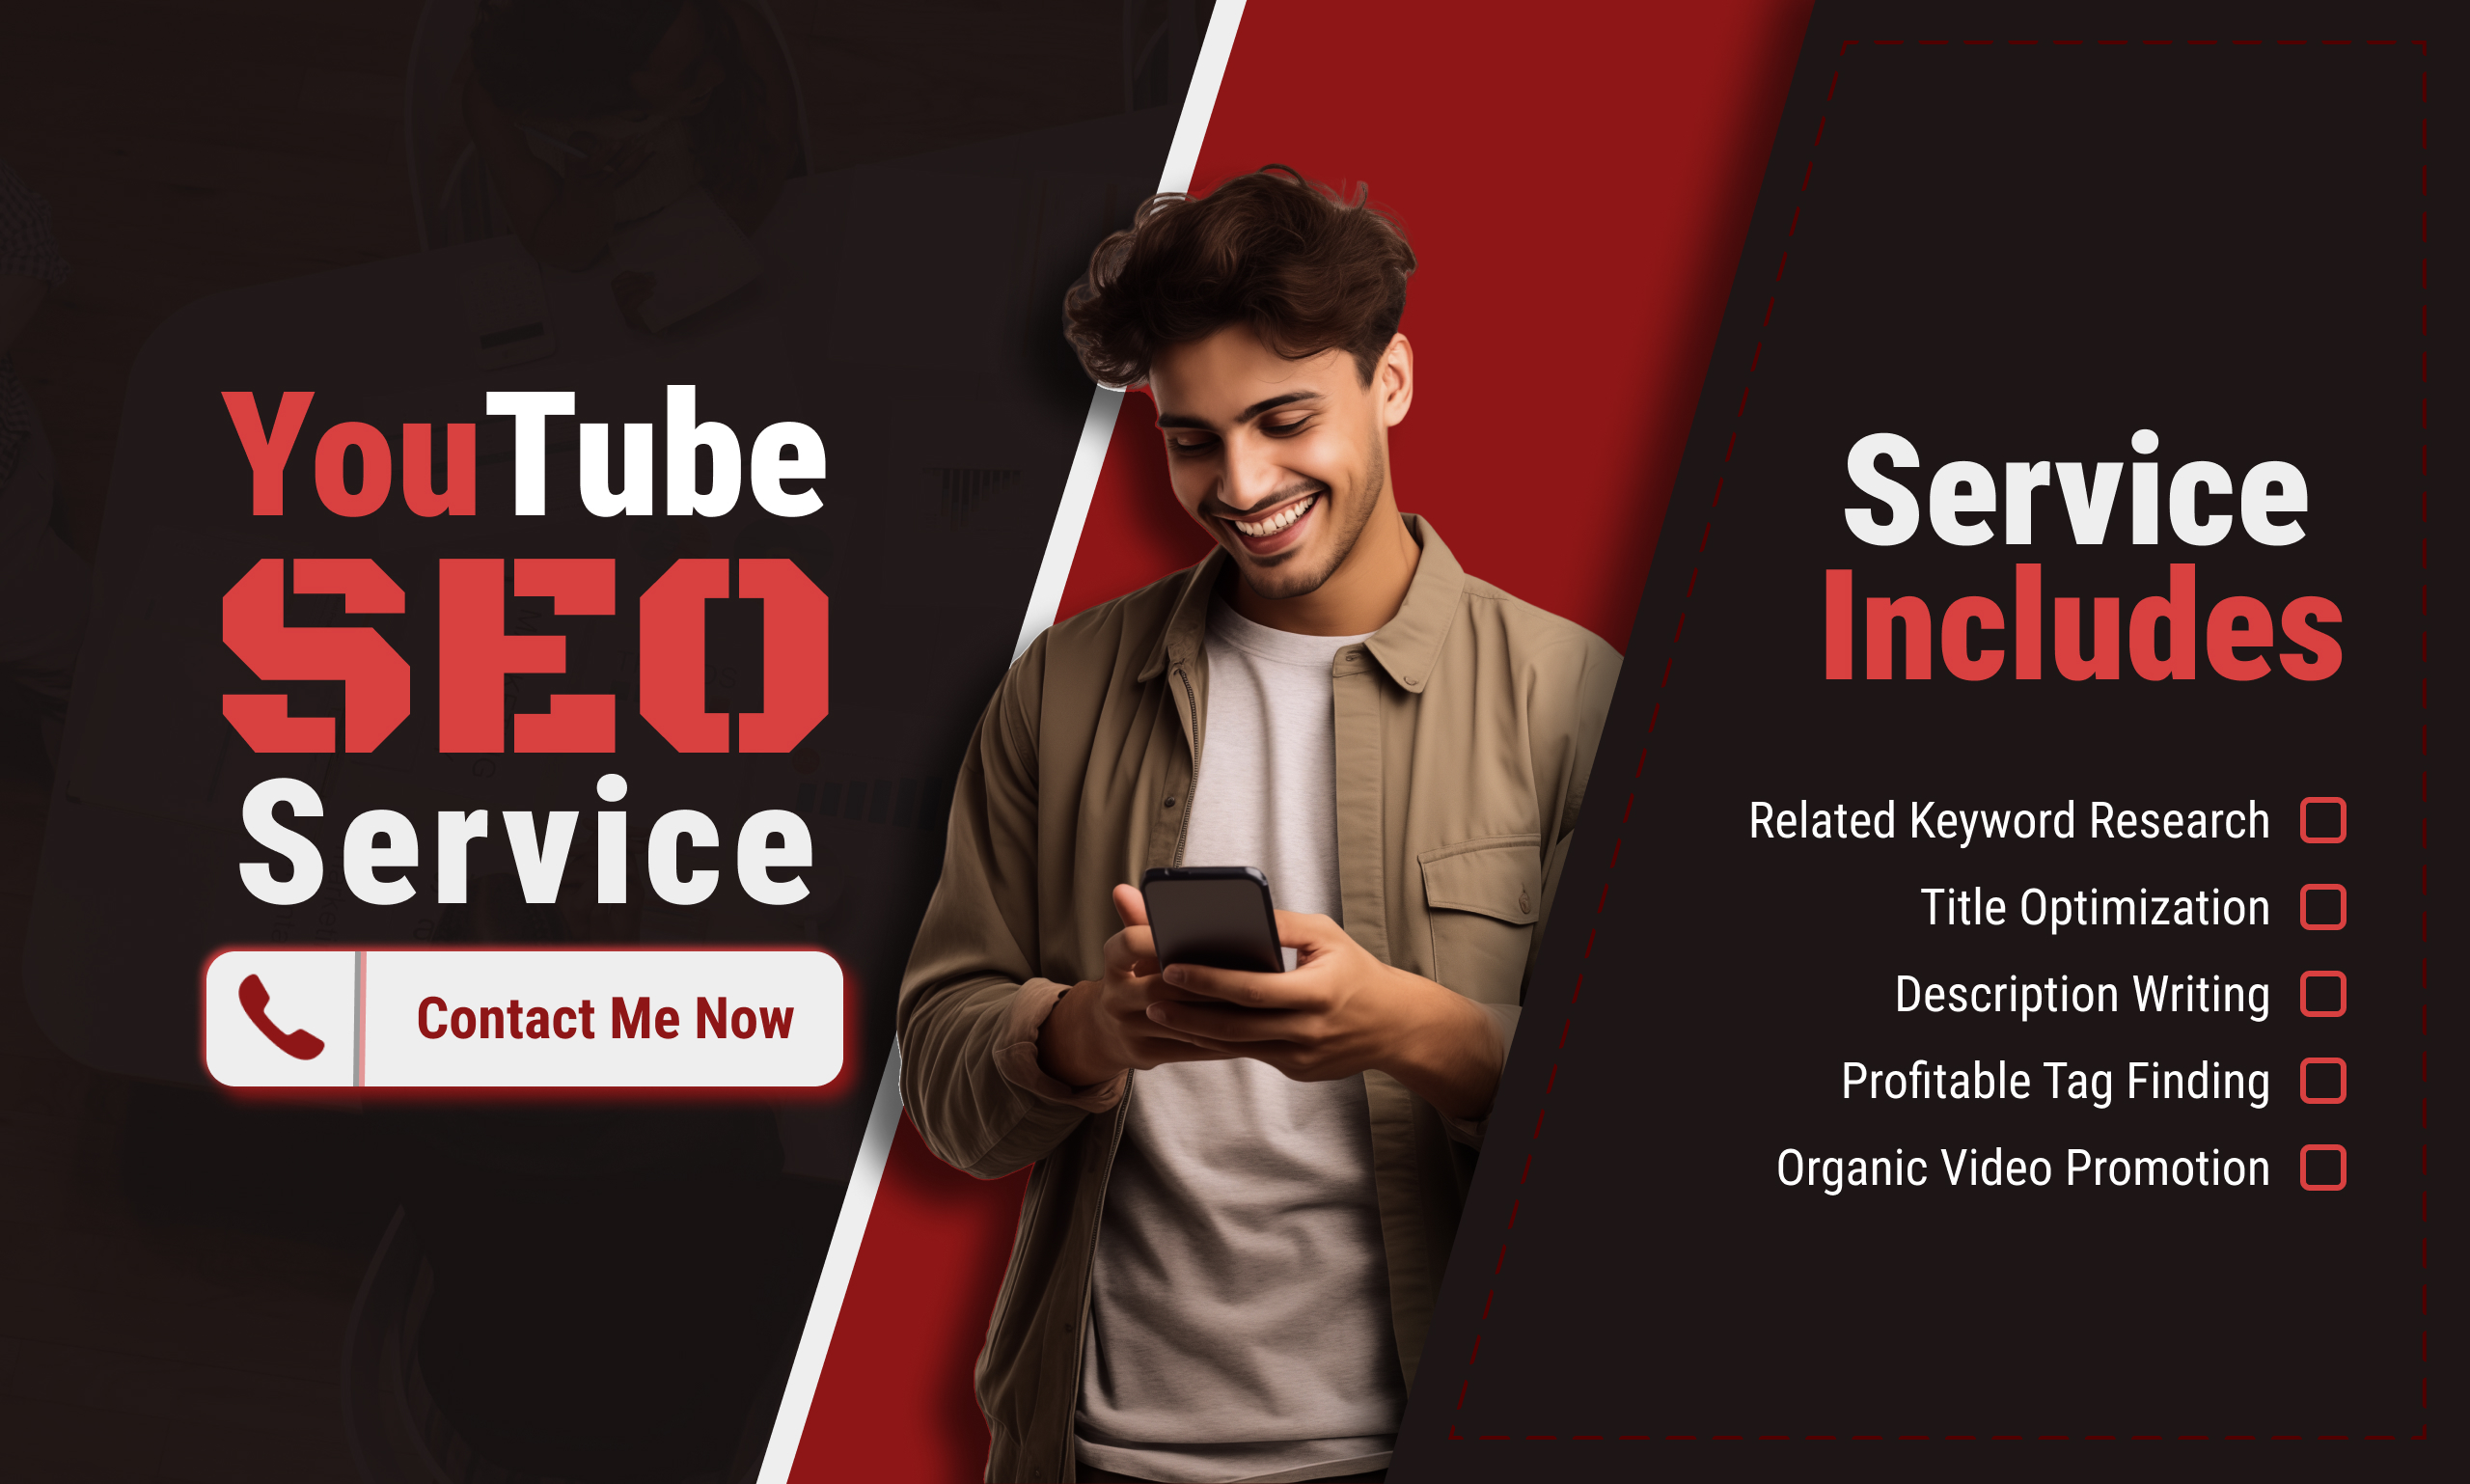 YouTube
SEO
Service
Contact Me Now
Service
Includes
Related Keyword Research
Title Optimization
Description Writing
Profitable Tag Finding
Organic Video Promotion